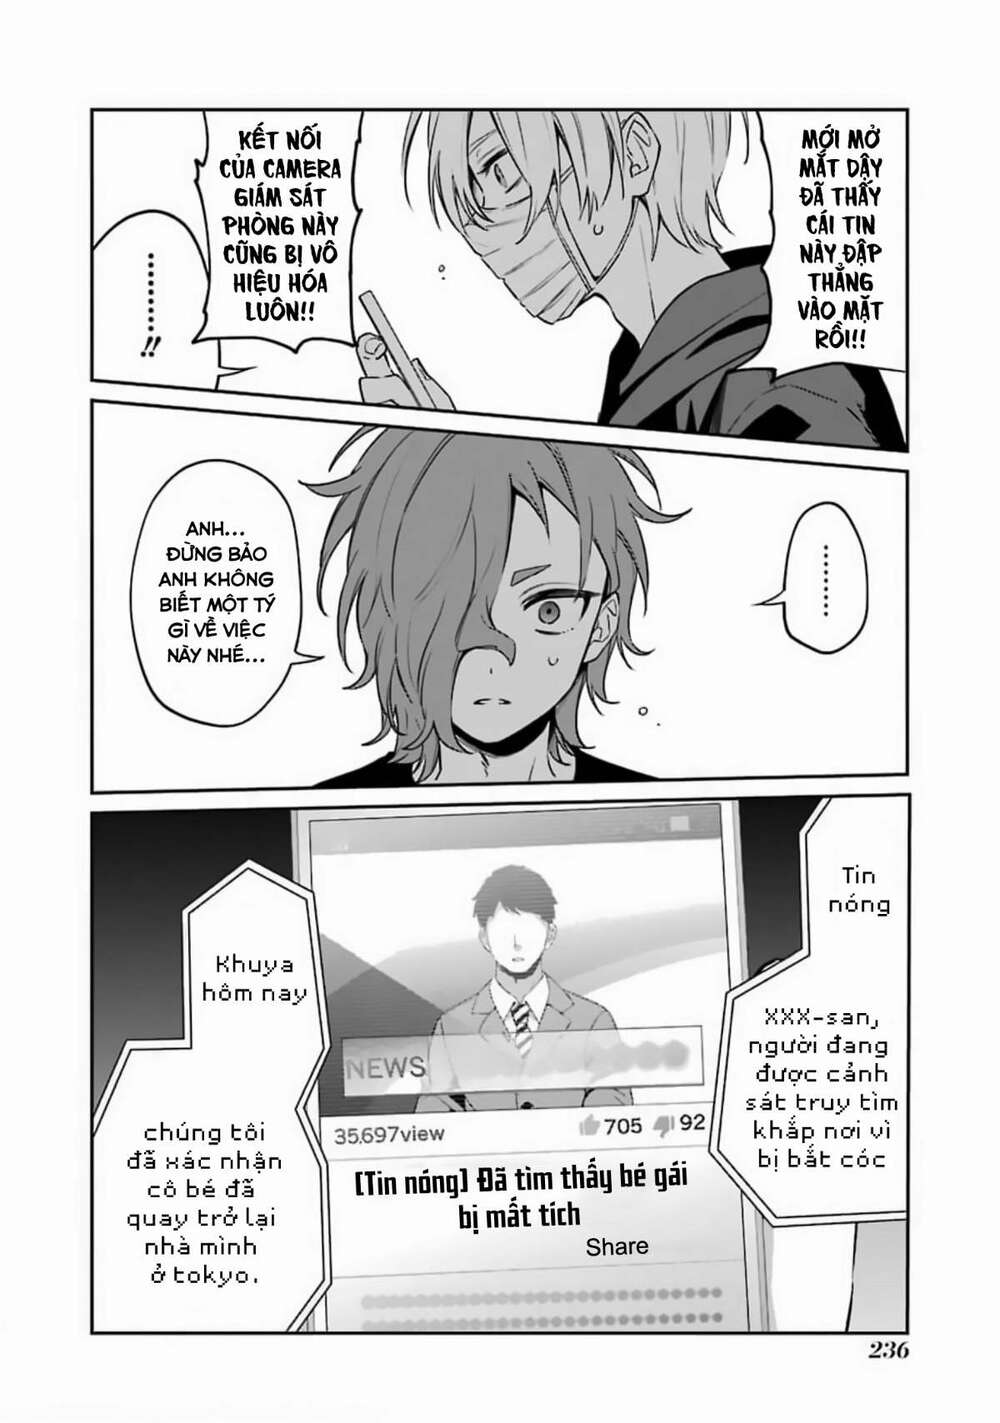 MỚI MỞ
MẮT DẬY
ĐÃ THẤY
CÁI TIN
NÀY ĐẬP
THẲNG
VÀO MẶT
RỒI!!
KẾT NỐI
CỦA CAMERA
GIÁM SÁT
PHÒNG NÀY
CŨNG BỊ VÔ
HIỆU HÓA
LUÔN!!
......!!
......
ANH...
ĐỪNG BẢO
ANH KHÔNG
BIẾT MỘT TÝ
GÌ VỀ VIỆC
NÀY NHÉ...
Tin
nóng
XXX-san,
người đang
được cảnh
sát truy tìm
khắp nơi vì
bị bắt cóc
NEWS
35,697view
705
92
[Tin nóng] Đã tìm thấy bé gái
bị mất tích
Share
Khuya
hôm nay
chúng tôi
đã xác nhận
cô bé đã
quay trở lại
nhà mình
ở tokyo.
236